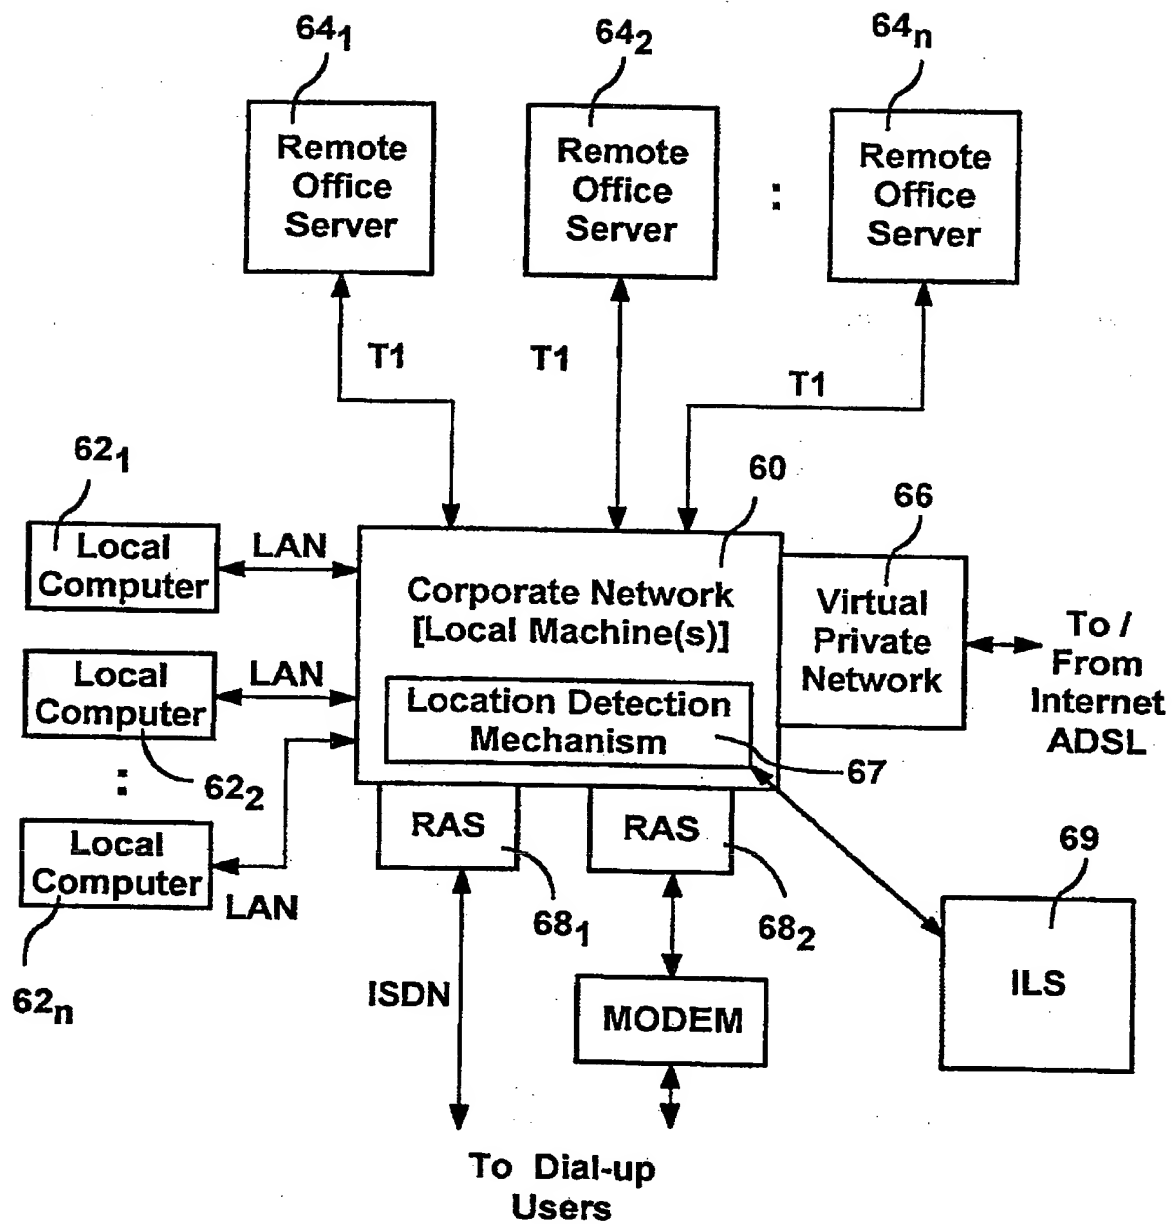 64₁
64₂
64ₙ
Remote
Office
Server
Remote
Office
Server
:
Remote
Office
Server
T1
T1
T1
62₁
60
66
Local
Computer
LAN
Corporate Network
[Local Machine(s)]
Virtual
Private
Network
To /
From
Internet
ADSL
Local
Computer
LAN
Location Detection
Mechanism
67
62₂
:
Local
Computer
LAN
62ₙ
RAS
RAS
68₁
68₂
69
ILS
ISDN
MODEM
To Dial-up
Users